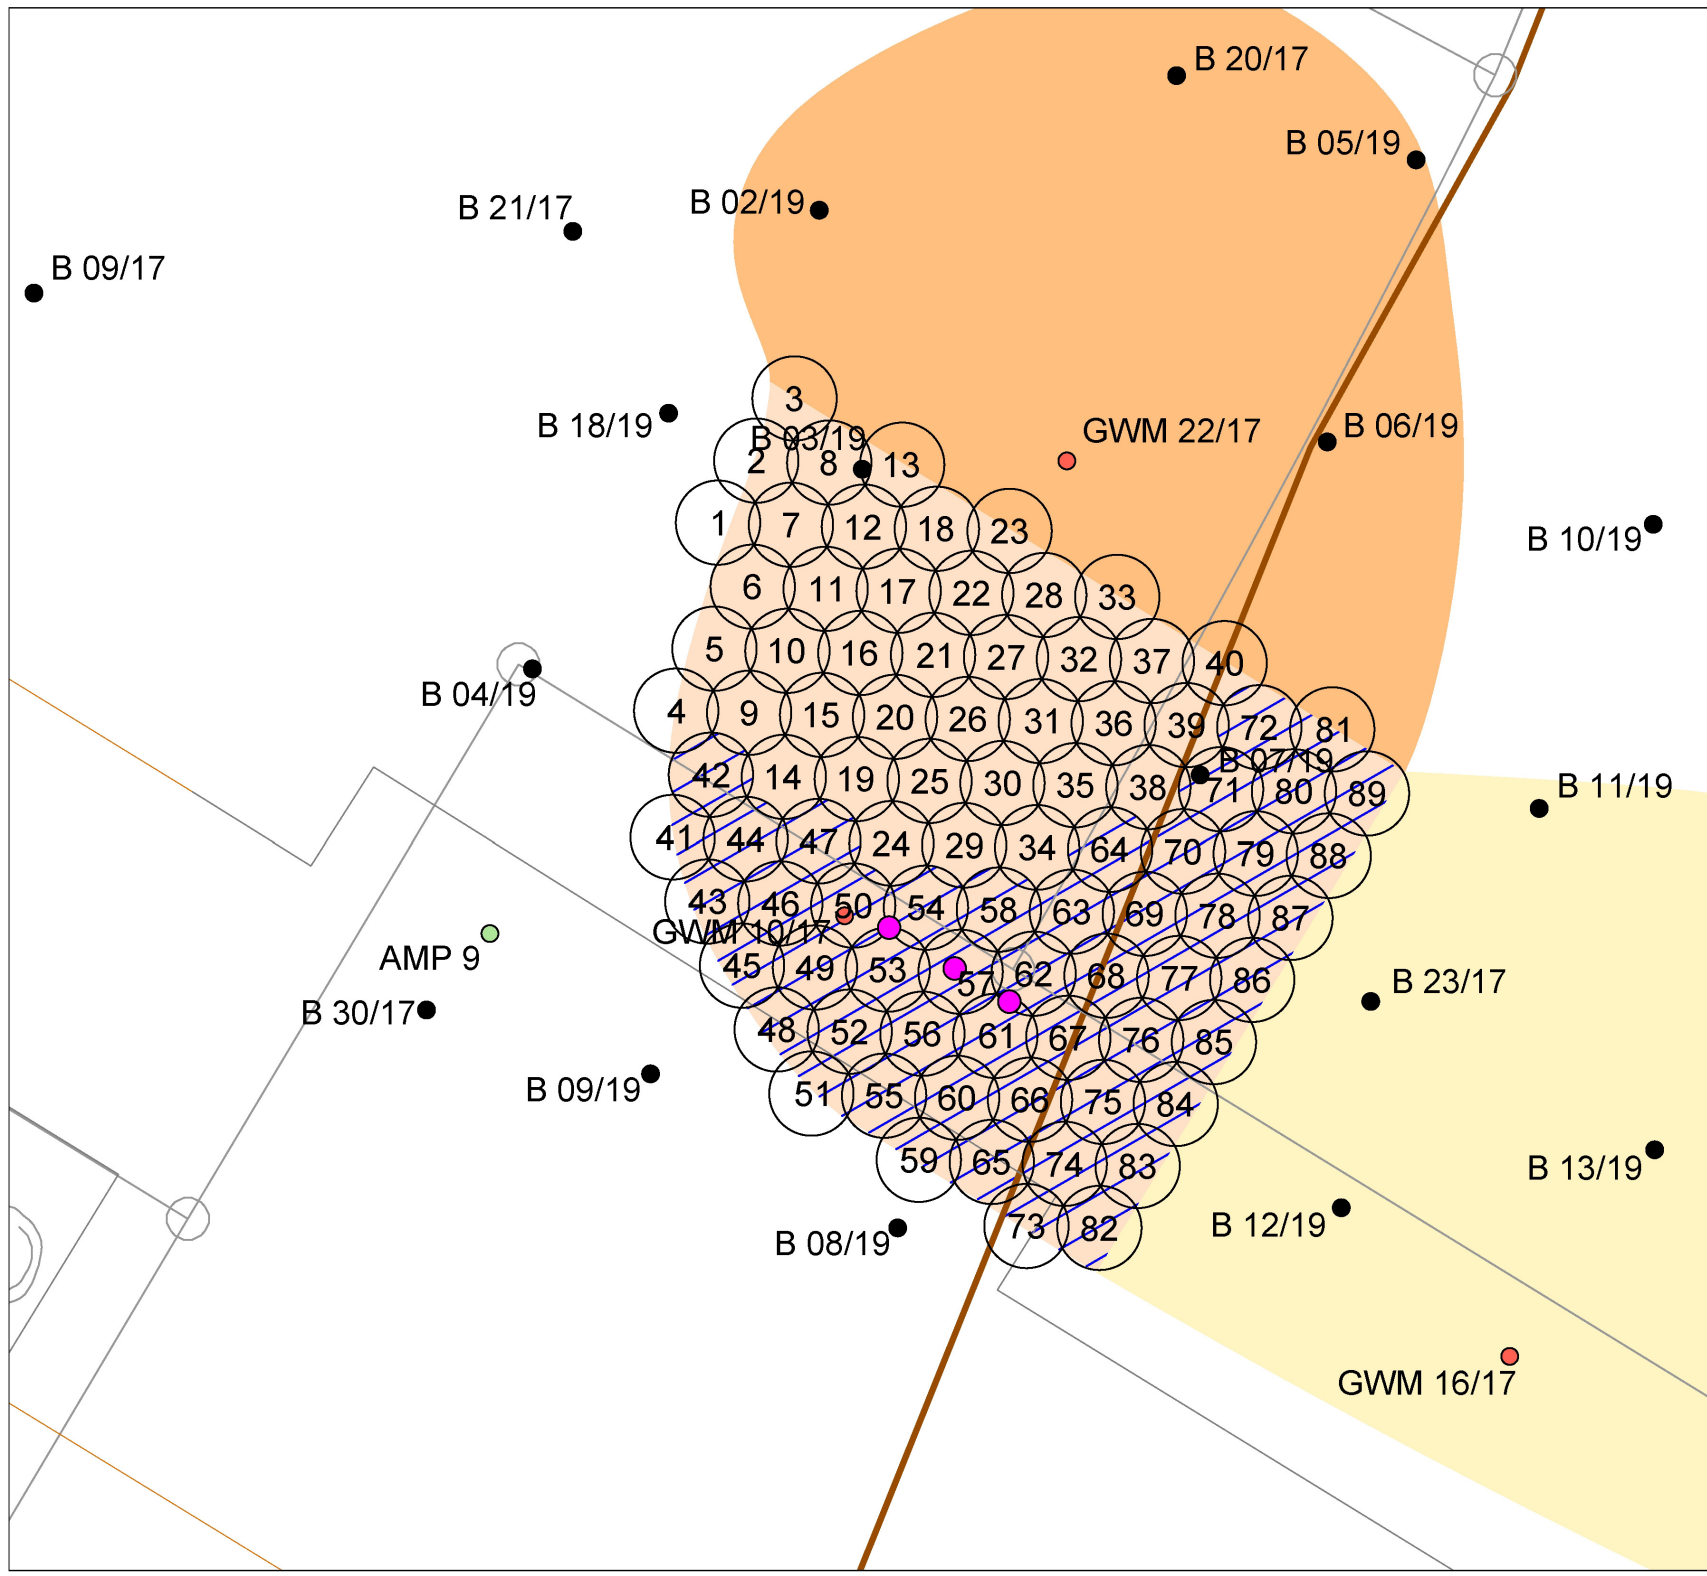 B 20/17
B 05/19
B 21/17
B 02/19
B 09/17
3
B 18/19
B 03/19
GWM 22/17
B 06/19
2 8 13
1 7 12 18 23
B 10/19
6 11 17 22 28 33
5 10 16 21 27 32 37 40
B 04/19
4 9 15 20 26 31 36 39 72 81
B 07/19
42 14 19 25 30 35 38 71 80 89
B 11/19
41 44 47 24 29 34 64 70 79 88
43 46 50 54 58 63 69 78 87
GWM 10/17
AMP 9
45 49 53 57 62 68 77 86
B 23/17
B 30/17
48 52 56 61 67 76 85
B 09/19
51 55 60 66 75 84
59 65 74 83
B 13/19
73 82
B 12/19
B 08/19
GWM 16/17